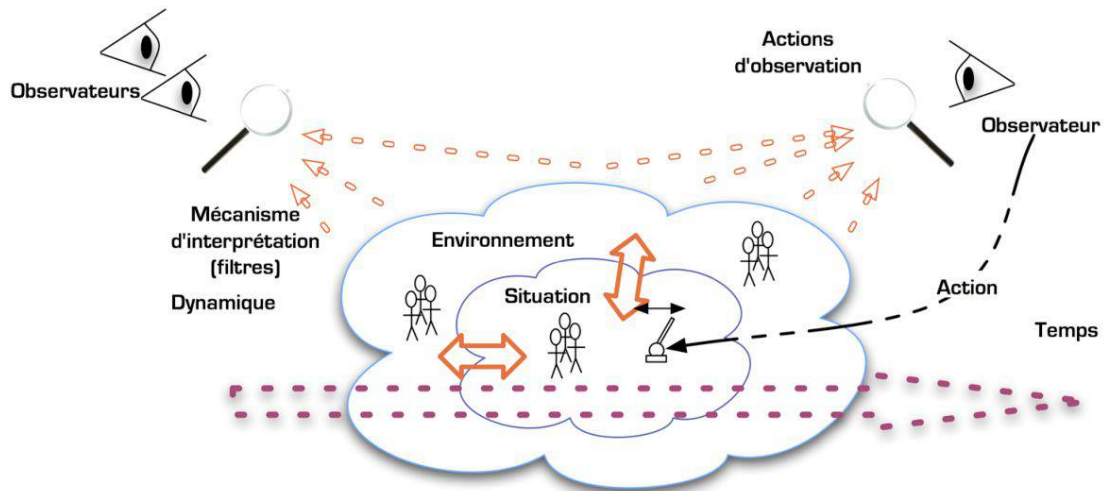 Actions
d'observation
Observateurs
Observateur
Mécanisme
d'interprétation
(filtres)
Environnement
Dynamique
Situation
Action
Temps